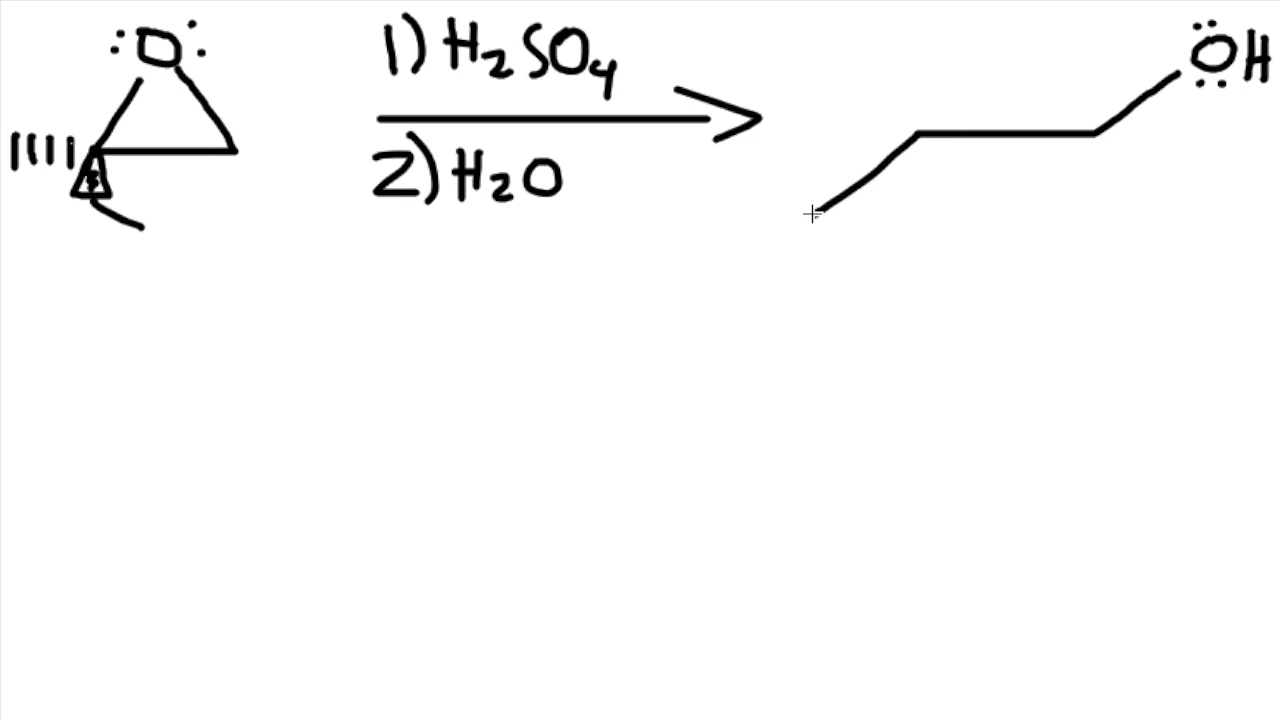 :O:
1) H₂SO₄
2) H₂O
OH